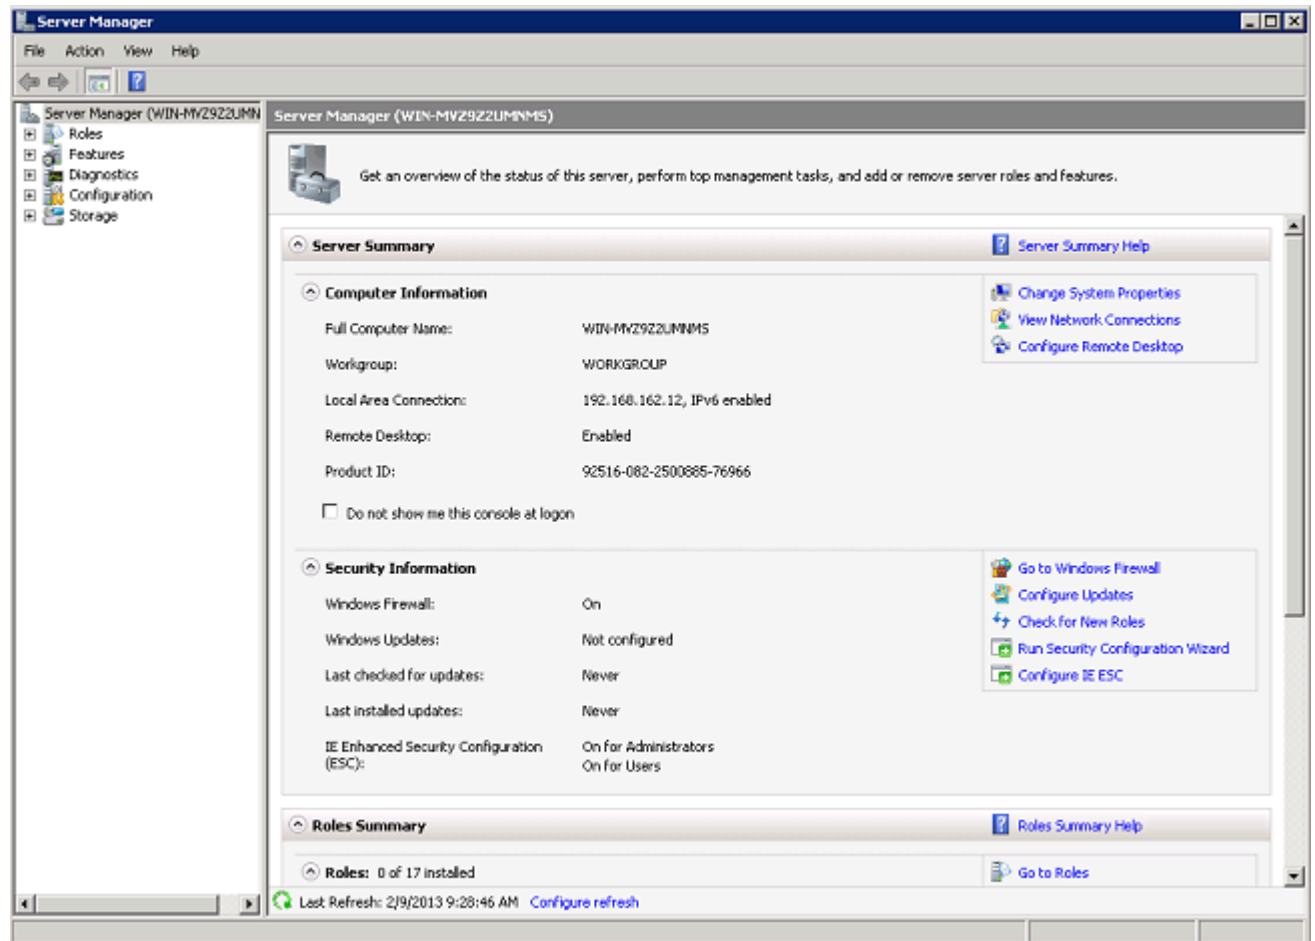 Server Manager
File Action View Help
Server Manager (WIN-MVZ9Z2UMN
Roles
Features
Diagnostics
Configuration
Storage
Server Manager (WIN-MVZ9Z2UMNMS)
Get an overview of the status of this server, perform top management tasks, and add or remove server roles and features.
Server Summary
Server Summary Help
Computer Information
Change System Properties
View Network Connections
Configure Remote Desktop
Full Computer Name: WIN-MVZ9Z2UMNMS
Workgroup: WORKGROUP
Local Area Connection: 192.168.162.12, IPv6 enabled
Remote Desktop: Enabled
Product ID: 92516-082-2500885-76966
Do not show me this console at logon
Security Information
Go to Windows Firewall
Configure Updates
Check for New Roles
Run Security Configuration Wizard
Configure IE ESC
Windows Firewall: On
Windows Updates: Not configured
Last checked for updates: Never
Last installed updates: Never
IE Enhanced Security Configuration On for Administrators
(ESC): On for Users
Roles Summary
Roles Summary Help
Roles: 0 of 17 installed
Go to Roles
Last Refresh: 2/9/2013 9:28:46 AM Configure refresh